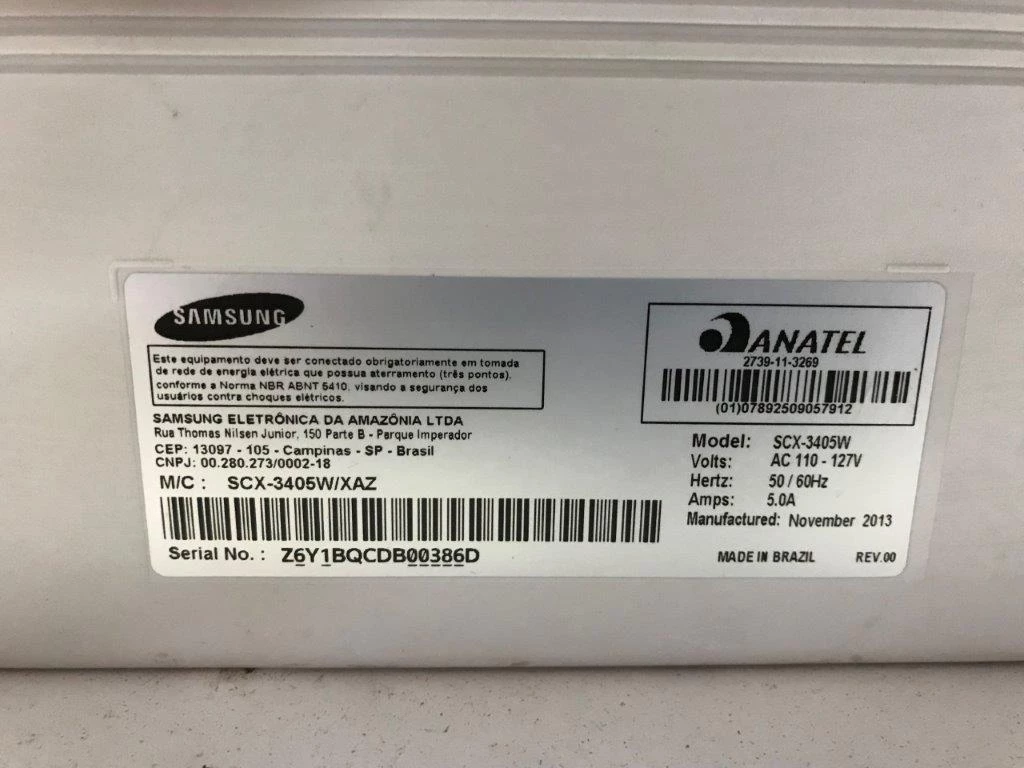 SAMSUNG
Este equipamento deve ser conectado obrigatoriamente em tomada
de rede de energia elétrica que possua aterramento (três pontos),
conforme a Norma NBR ABNT 5410, visando a segurança dos
usuários contra choques elétricos.
SAMSUNG ELETRÔNICA DA AMAZÔNIA LTDA
Rua Thomas Nilsen Junior, 150 Parte B - Parque Imperador
CEP: 13097 - 105 - Campinas - SP - Brasil
CNPJ: 00.280.273/0002-18
M/C : SCX-3405W/XAZ
Serial No. : Z6Y1BQCDB00386D
ANATEL
2739-11-3269
(01)07892509057912
Model: SCX-3405W
Volts: AC 110 - 127V
Hertz: 50 / 60Hz
Amps: 5.0A
Manufactured: November 2013
MADE IN BRAZIL REV.00